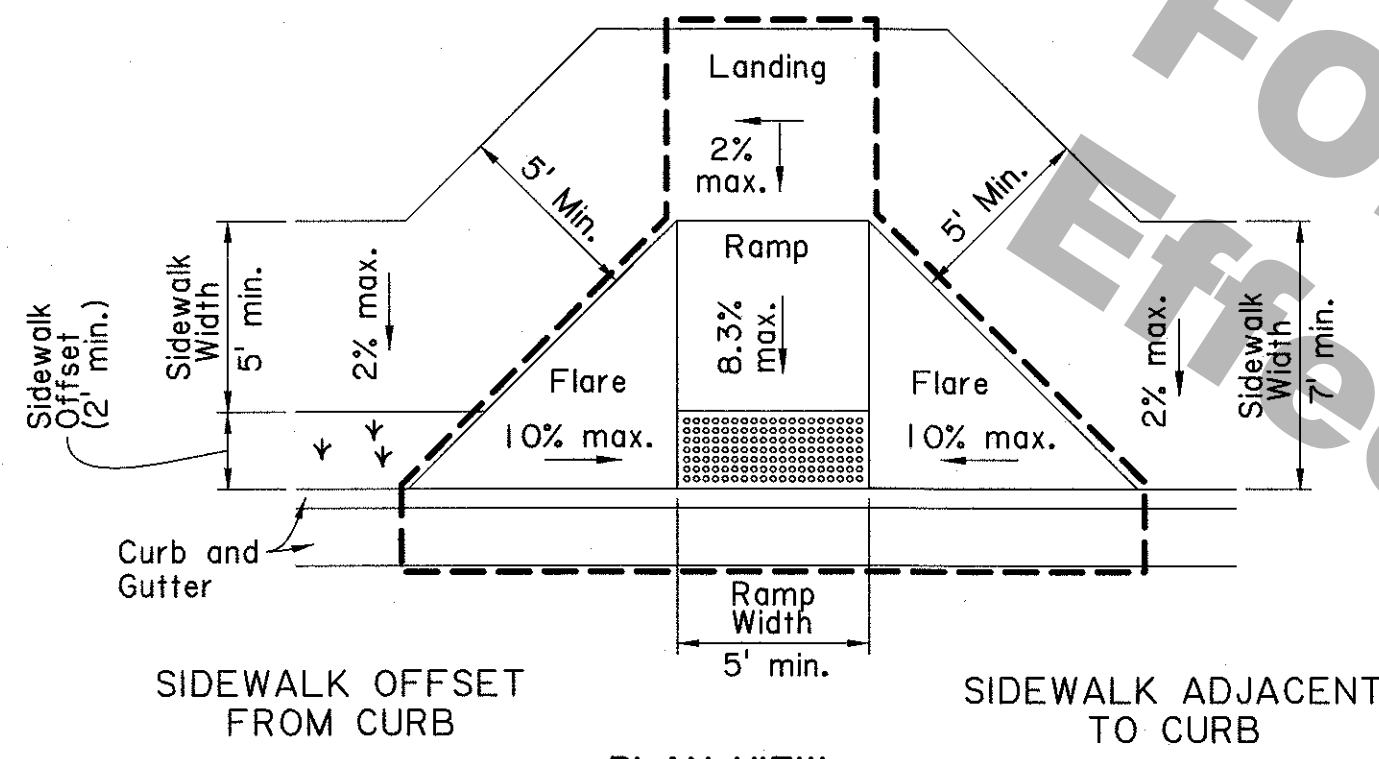 Landing
2%
max.
5' Min.
5' Min.
Ramp
8.3%
max.
Sidewalk
Width
5' min.
2% max.
Sidewalk
Offset
(2' min.)
Flare
10% max.
Flare
10% max.
2% max.
Sidewalk
Width
7' min.
Curb and
Gutter
Ramp
Width
5' min.
SIDEWALK OFFSET
FROM CURB
SIDEWALK ADJACENT
TO CURB
PLAN VIEW